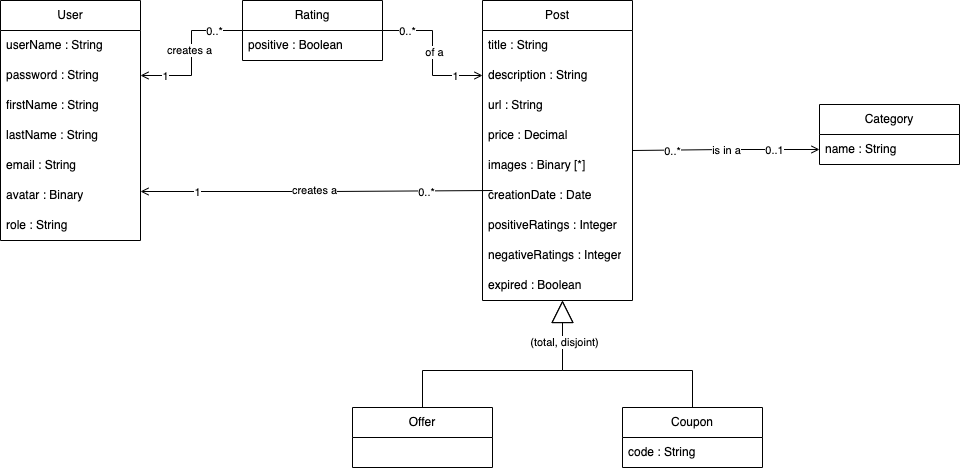 User
userName : String
password : String
firstName : String
lastName : String
email : String
avatar : Binary
role : String
Rating
positive : Boolean
0..*
creates a
1
0..*
of a
1
Post
title : String
description : String
url : String
price : Decimal
images : Binary [*]
creationDate : Date
positiveRatings : Integer
negativeRatings : Integer
expired : Boolean
1
creates a
0..*
0..*
is in a
0..1
Category
name : String
(total, disjoint)
Offer
Coupon
code : String